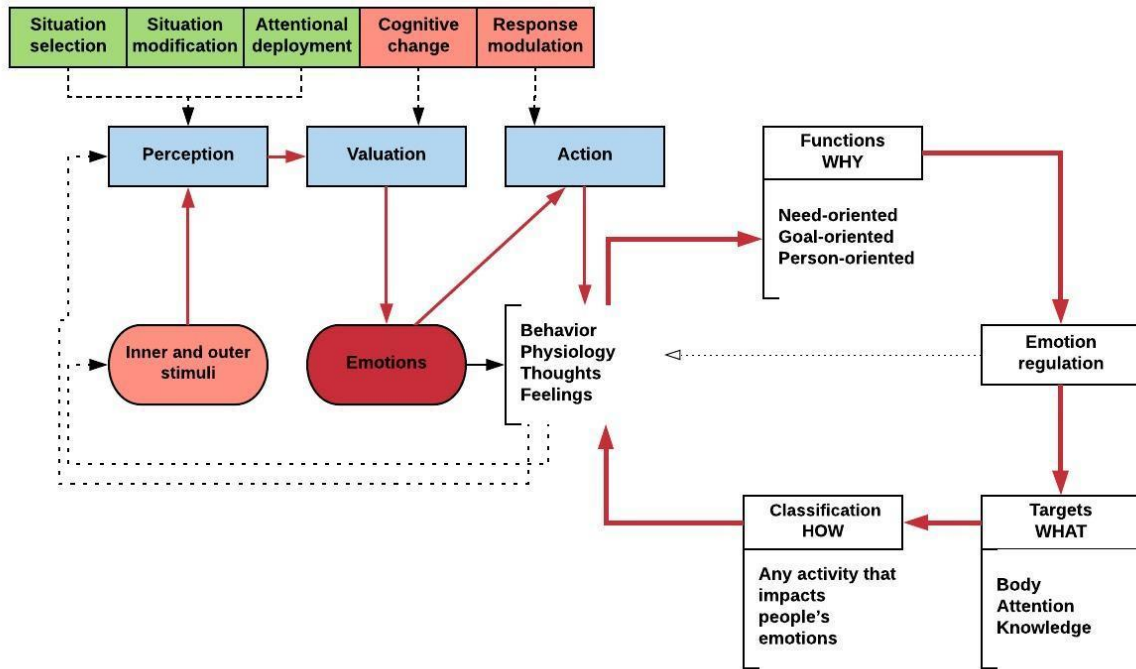 Situation selection
Situation modification
Attentional deployment
Cognitive change
Response modulation
Perception
Valuation
Action
Functions
WHY
Need-oriented
Goal-oriented
Person-oriented
Inner and outer
stimuli
Emotions
Behavior
Physiology
Thoughts
Feelings
Emotion
regulation
Classification
HOW
Any activity that
impacts
people's
emotions
Targets
WHAT
Body
Attention
Knowledge